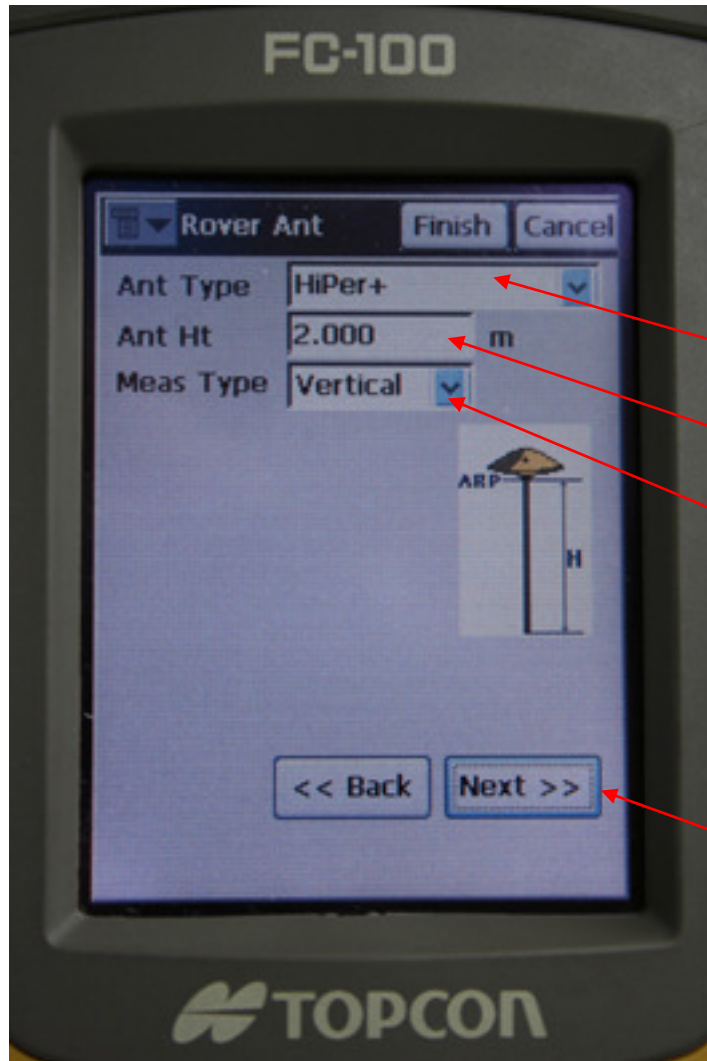 FC-100
Rover Ant Finish Cancel
Ant Type HiPer+
Ant Ht 2.000 m
Meas Type Vertical
ARP
H
<< Back Next >>
TOPCON